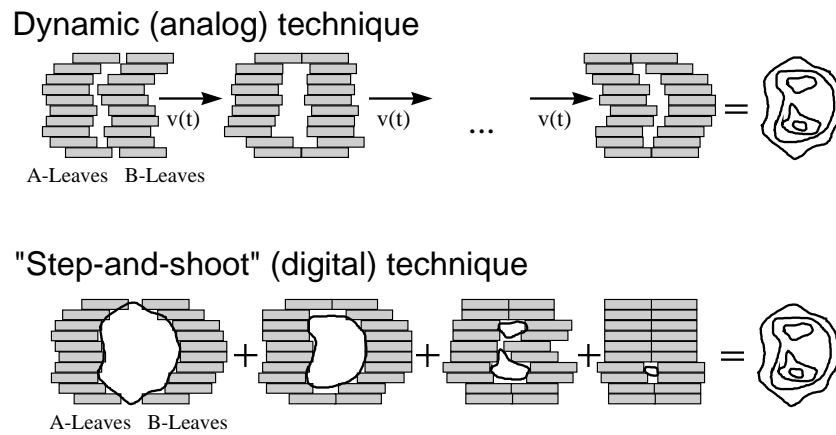 Dynamic (analog) technique
v(t) v(t) ... v(t) =
A-Leaves B-Leaves
"Step-and-shoot" (digital) technique
+ + + =
A-Leaves B-Leaves